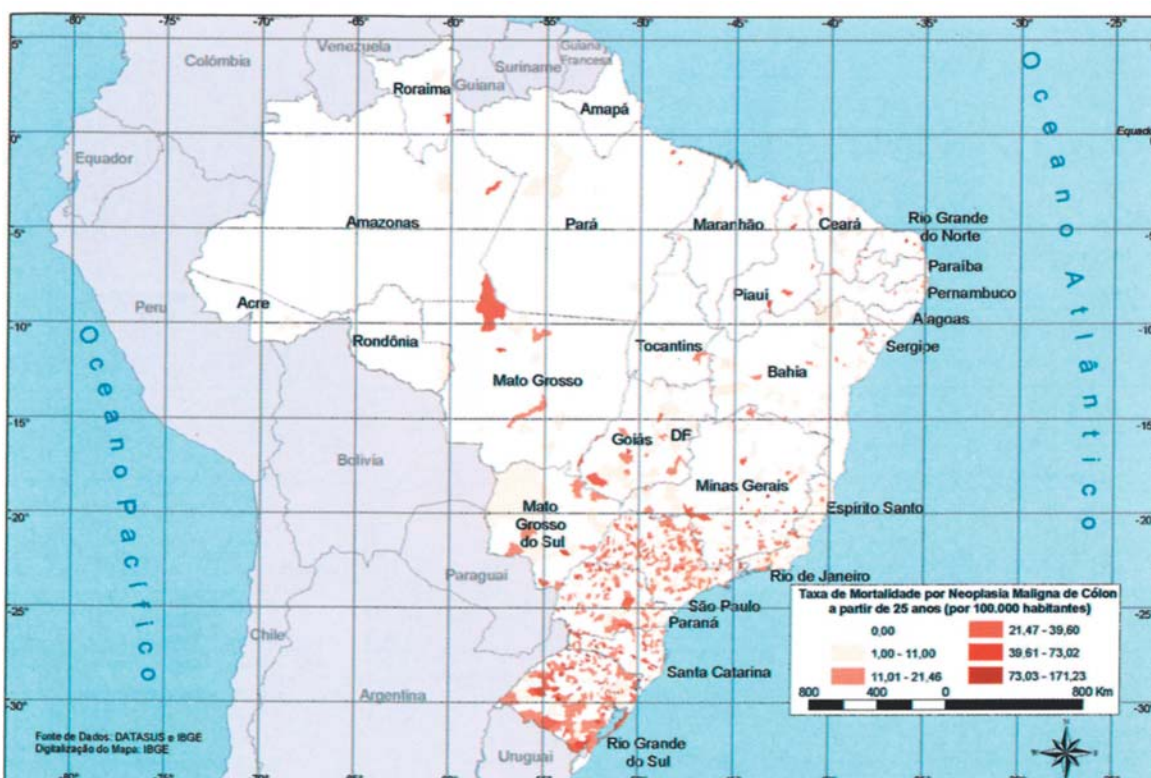 -80° -75° -70° -65° -60° -55° -50° -45° -40° -35° -30° -25°
5°
Venezuela
Guiana
Francesa
Colômbia
Suriname
Guiana
Roraima
Amapá
Oceano Atlântico
0°
Equador
Amazonas
Pará
Maranhão
Ceará
Rio Grande
do Norte
-5°
Paraíba
Peru
Acre
Piauí
Pernambuco
-10°
Alagoas
Rondônia
Tocantins
Sergipe
Mato Grosso
Bahia
-15°
Oceano Pacífico
Bolivia
Goiás
DF
Minas Gerais
Mato
Grosso
do Sul
Espírito Santo
-20°
Paraguai
Rio de Janeiro
São Paulo
Paraná
-25°
Chile
Santa Catarina
Argentina
-30°
Rio Grande
do Sul
Uruguai
Taxa de Mortalidade por Neoplasia Maligna de Cólon
a partir de 25 anos (por 100.000 habitantes)
0,00
1,00 - 11,00
11,01 - 21,46
21,47 - 39,60
39,61 - 73,02
73,03 - 171,23
800 400 0 800 Km
Fonte de Dados: DATASUS e IBGE
Digitalização do Mapa: IBGE